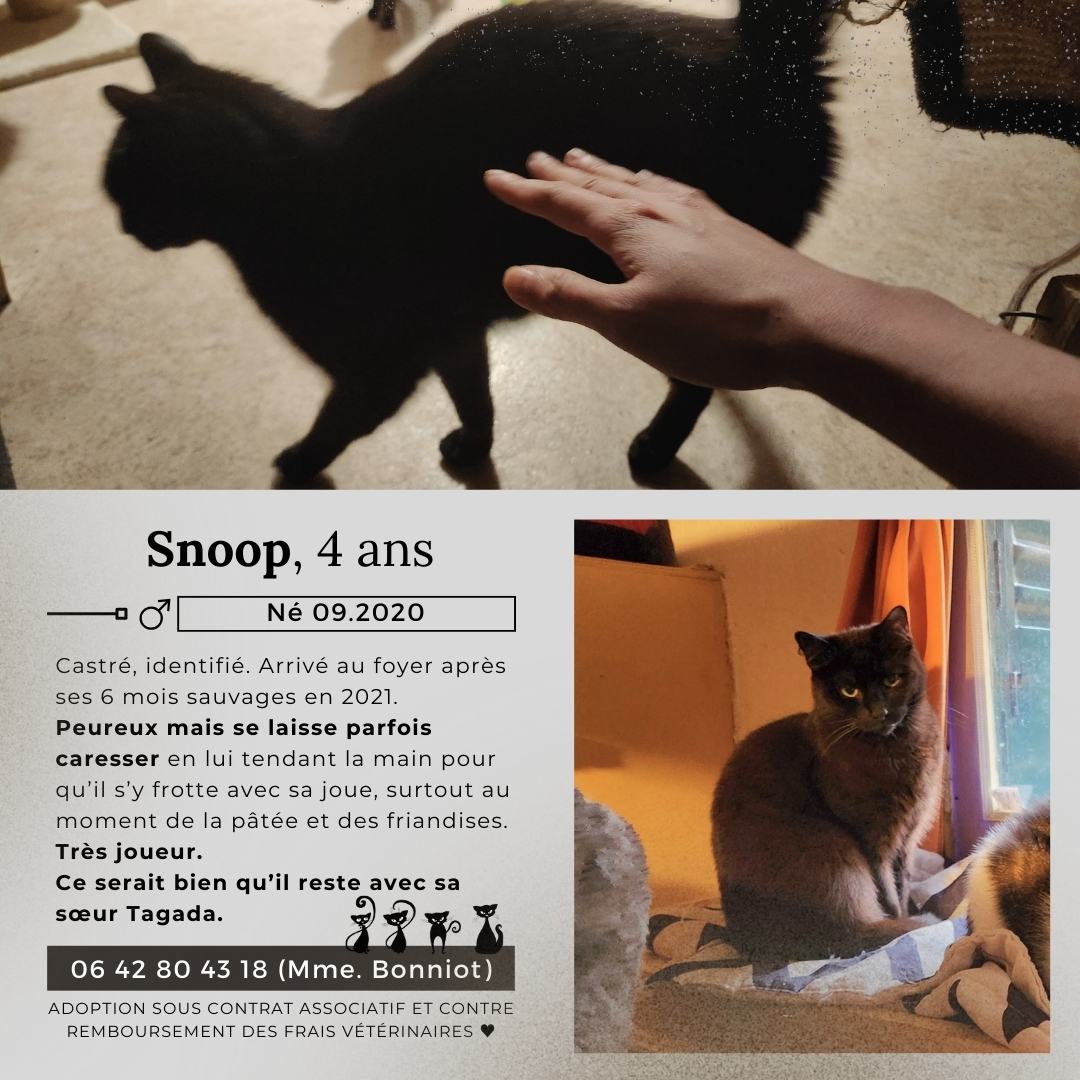 Snoop, 4 ans
Né 09.2020
Castré, identifié. Arrivé au foyer après
ses 6 mois sauvages en 2021.
Peureux mais se laisse parfois
caresser en lui tendant la main pour
qu’il s’y frotte avec sa joue, surtout au
moment de la pâtée et des friandises.
Très joueur.
Ce serait bien qu’il reste avec sa
sœur Tagada.
06 42 80 43 18 (Mme. Bonniot)
ADOPTION SOUS CONTRAT ASSOCIATIF ET CONTRE
REMBOURSEMENT DES FRAIS VÉTÉRINAIRES ♥